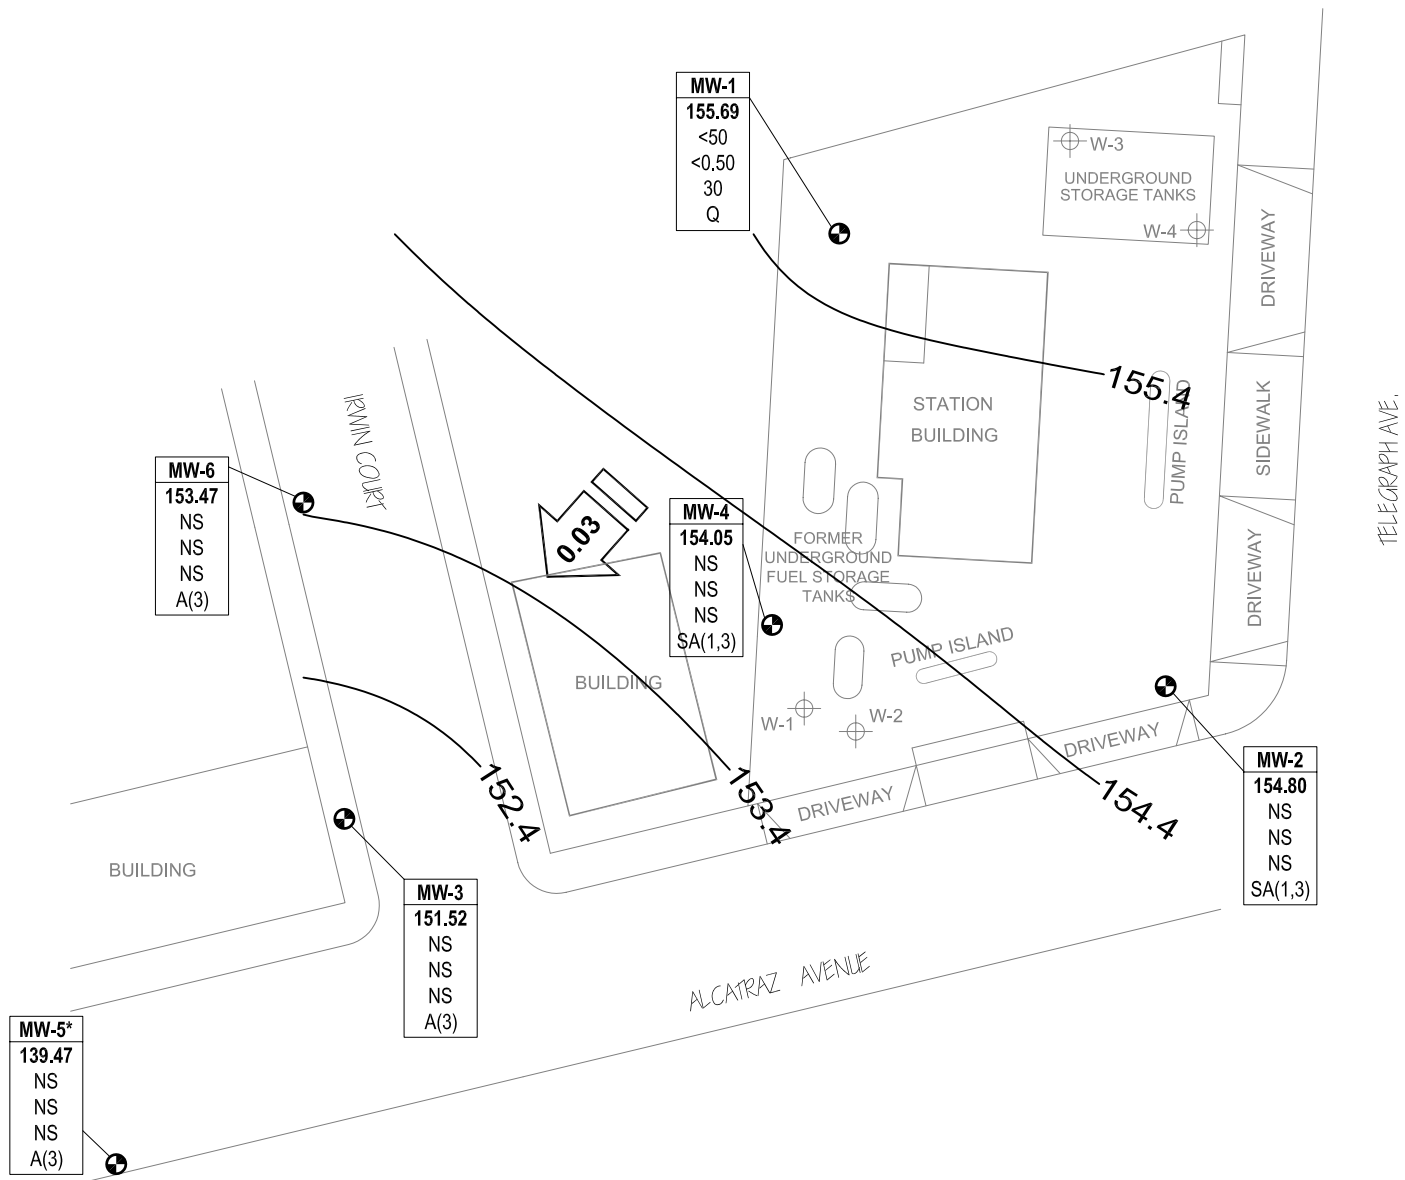 MW-1
155.69
<50
<0.50
30
Q
W-3
UNDERGROUND
STORAGE TANKS
W-4
DRIVEWAY
155.4
PUMP ISLAND
SIDEWALK
TELEGRAPH AVE.
STATION
BUILDING
IRWIN COURT
MW-6
153.47
NS
NS
NS
A(3)
0.03
MW-4
154.05
NS
NS
NS
SA(1,3)
FORMER
UNDERGROUND
FUEL STORAGE
TANKS
DRIVEWAY
PUMP ISLAND
BUILDING
W-1
W-2
DRIVEWAY
MW-2
154.80
NS
NS
NS
SA(1,3)
152.4
153.4
DRIVEWAY
154.4
BUILDING
MW-3
151.52
NS
NS
NS
A(3)
ALCATRAZ AVENUE
MW-5*
139.47
NS
NS
NS
A(3)